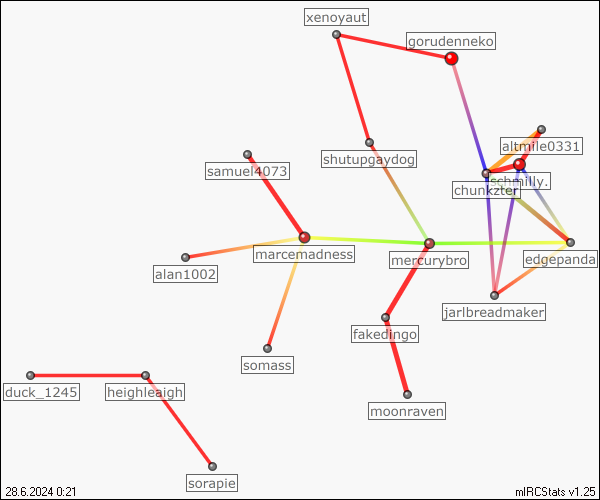 xenoyaut
gorudenneko
altmile0331
shutupgaydog
samuel4073
schmilly.
chunkzter
marcemadness
mercurybro
edgepanda
alan1002
jarlbreadmaker
fakedingo
somass
duck_1245
heighleaigh
moonraven
sorapie
28.6.2024 0:21
mIRCStats v1.25